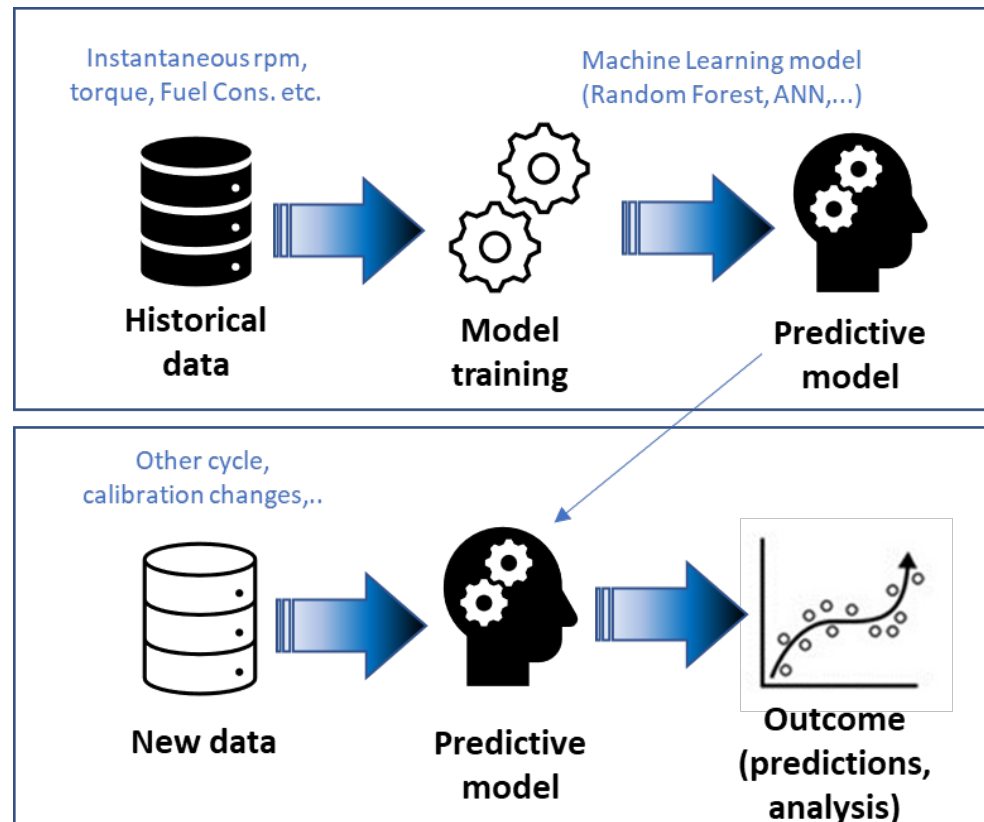 Instantaneous rpm,
torque, Fuel Cons. etc.
Machine Learning model
(Random Forest, ANN,...)
Historical
data
Model
training
Predictive
model
Other cycle,
calibration changes,..
New data
Predictive
model
Outcome
(predictions,
analysis)